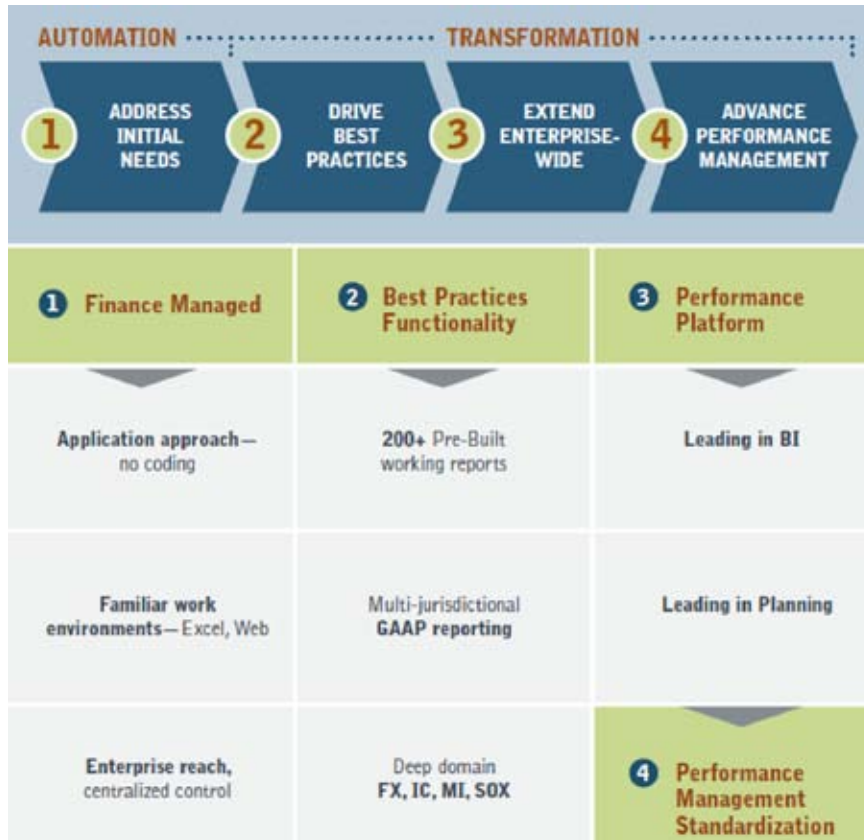 AUTOMATION
TRANSFORMATION
1
ADDRESS
INITIAL
NEEDS
2
DRIVE
BEST
PRACTICES
3
EXTEND
ENTERPRISE-
WIDE
4
ADVANCE
PERFORMANCE
MANAGEMENT
1 Finance Managed
2 Best Practices
Functionality
3 Performance
Platform
Application approach—
no coding
200+ Pre-Built
working reports
Leading in BI
Familiar work
environments—Excel, Web
Multi-jurisdictional
GAAP reporting
Leading in Planning
Enterprise reach,
centralized control
Deep domain
FX, IC, MI, SOX
4 Performance
Management
Standardization